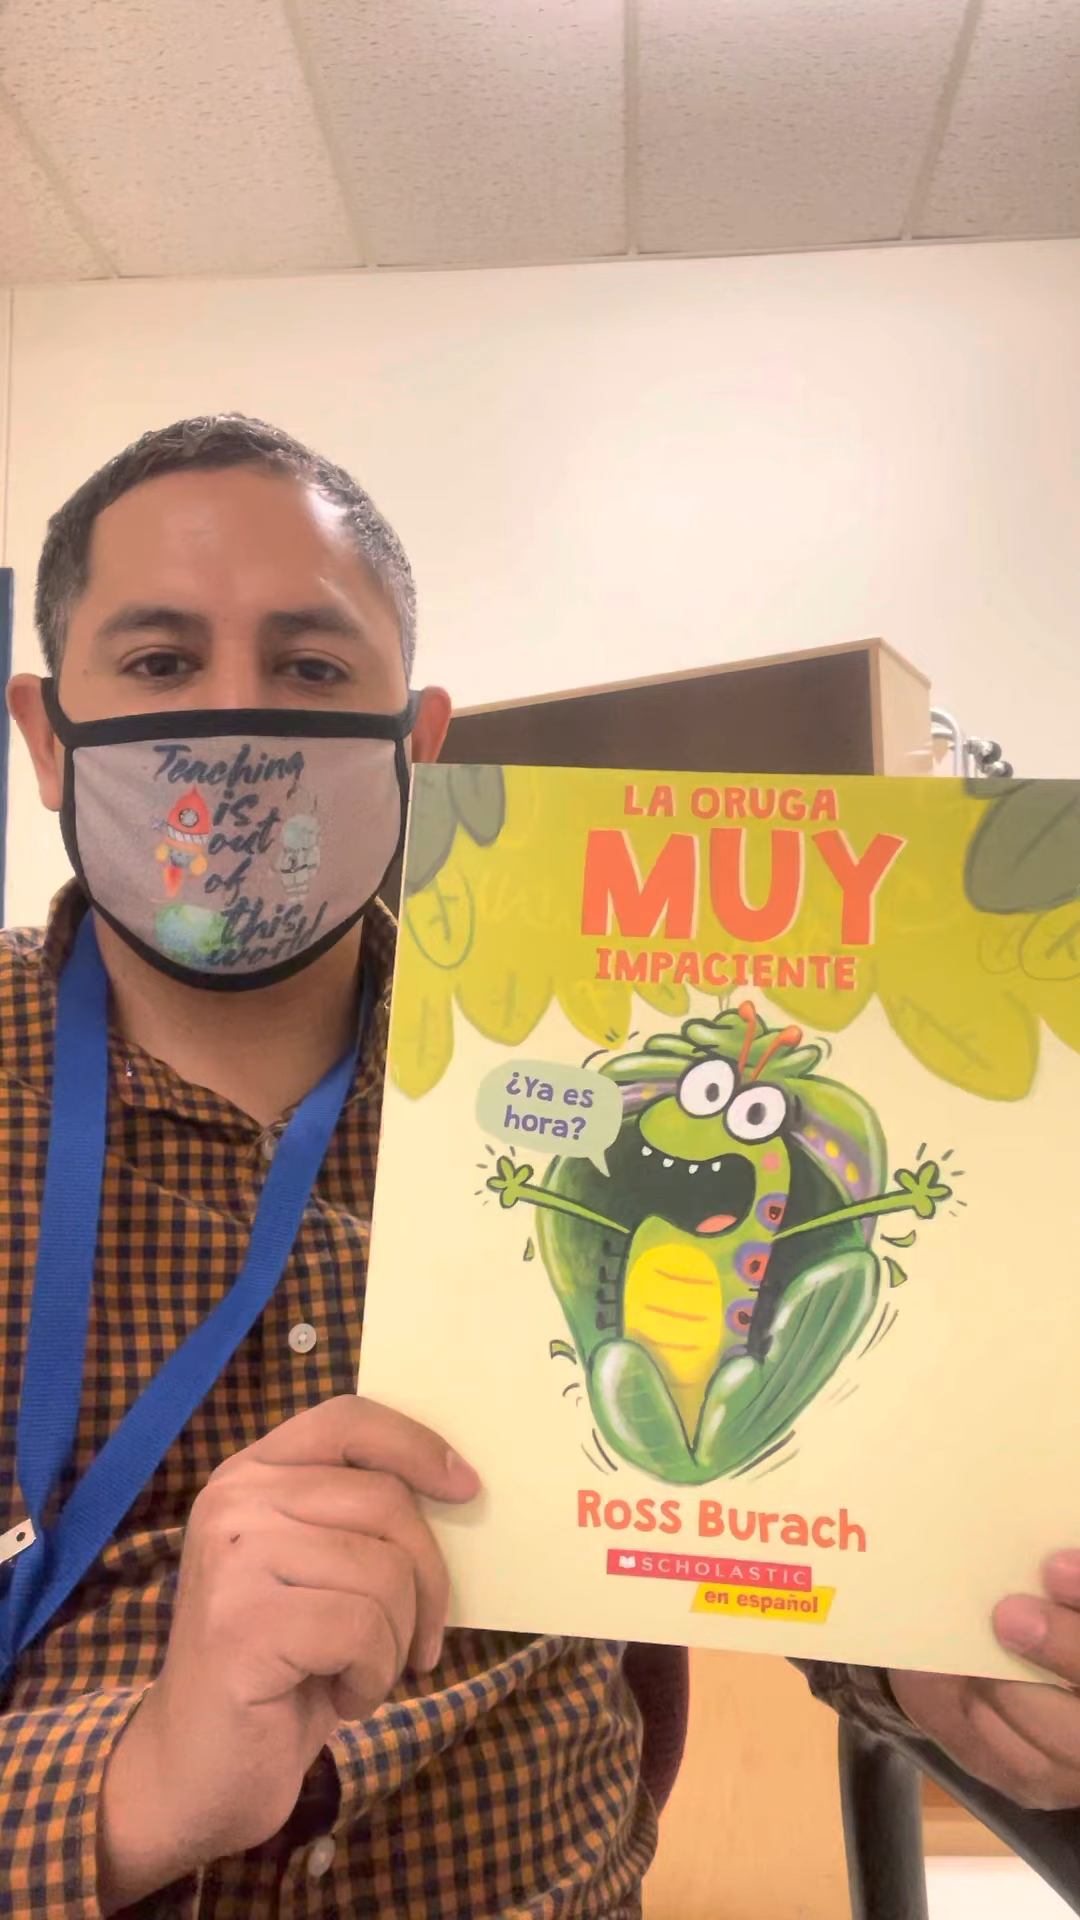 Teaching
is
out
of
this
world
LA ORUGA
MUY
IMPACIENTE
¿Ya es
hora?
Ross Burach
SCHOLASTIC
en español